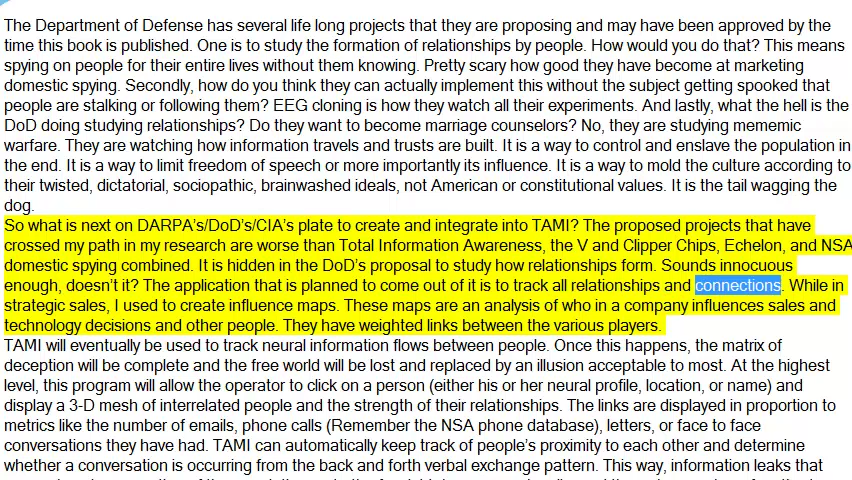 The Department of Defense has several life long projects that they are proposing and may have been approved by the
time this book is published. One is to study the formation of relationships by people. How would you do that? This means
spying on people for their entire lives without them knowing. Pretty scary how good they have become at marketing
domestic spying. Secondly, how do you think they can actually implement this without the subject getting spooked that
people are stalking or following them? EEG cloning is how they watch all their experiments. And lastly, what the hell is the
DoD doing studying relationships? Do they want to become marriage counselors? No, they are studying mememic
warfare. They are watching how information travels and trusts are built. It is a way to control and enslave the population in
the end. It is a way to limit freedom of speech or more importantly its influence. It is a way to mold the culture according to
their twisted, dictatorial, sociopathic, brainwashed ideals, not American or constitutional values. It is the tail wagging the
dog.
So what is next on DARPA's/DoD's/CIA's plate to create and integrate into TAMI? The proposed projects that have
crossed my path in my research are worse than Total Information Awareness, the V and Clipper Chips, Echelon, and NSA
domestic spying combined. It is hidden in the DoD's proposal to study how relationships form. Sounds innocuous
enough, doesn't it? The application that is planned to come out of it is to track all relationships and connections. While in
strategic sales, I used to create influence maps. These maps are an analysis of who in a company influences sales and
technology decisions and other people. They have weighted links between the various players.
TAMI will eventually be used to track neural information flows between people. Once this happens, the matrix of
deception will be complete and the free world will be lost and replaced by an illusion acceptable to most. At the highest
level, this program will allow the operator to click on a person (either his or her neural profile, location, or name) and
display a 3-D mesh of interrelated people and the strength of their relationships. The links are displayed in proportion to
metrics like the number of emails, phone calls (Remember the NSA phone database), letters, or face to face
conversations they have had. TAMI can automatically keep track of people's proximity to each other and determine
whether a conversation is occurring from the back and forth verbal exchange pattern. This way, information leaks that